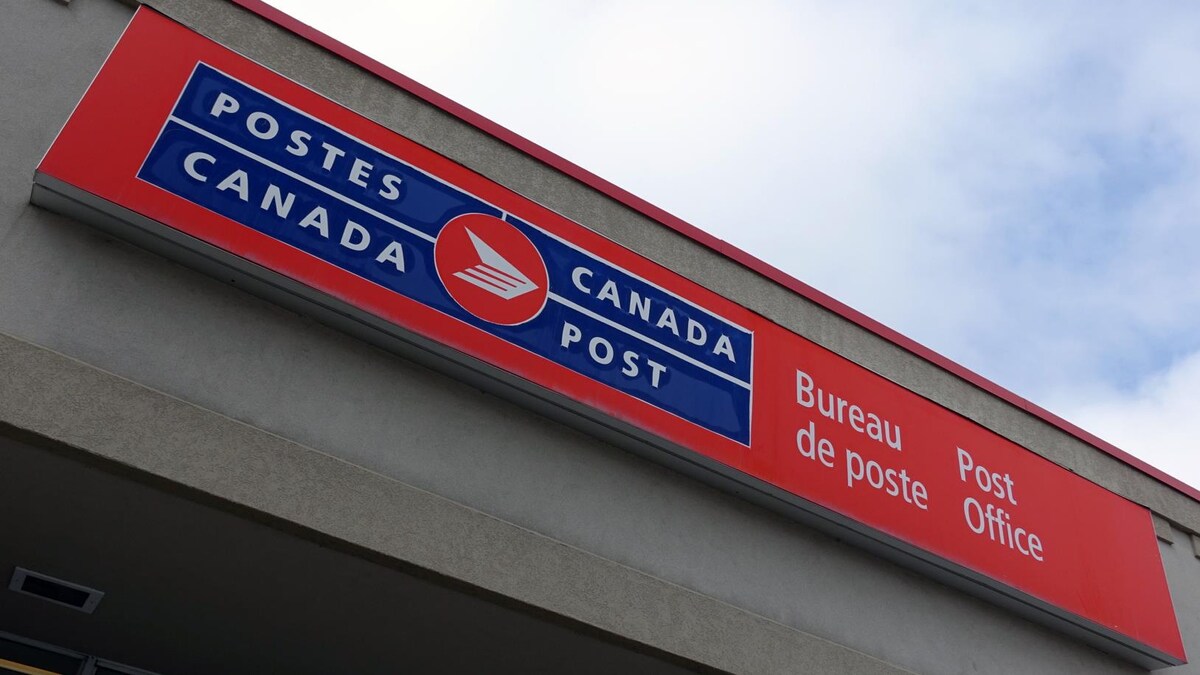 POSTES
CANADA
CANADA
POST
Bureau
de poste
Post
Office